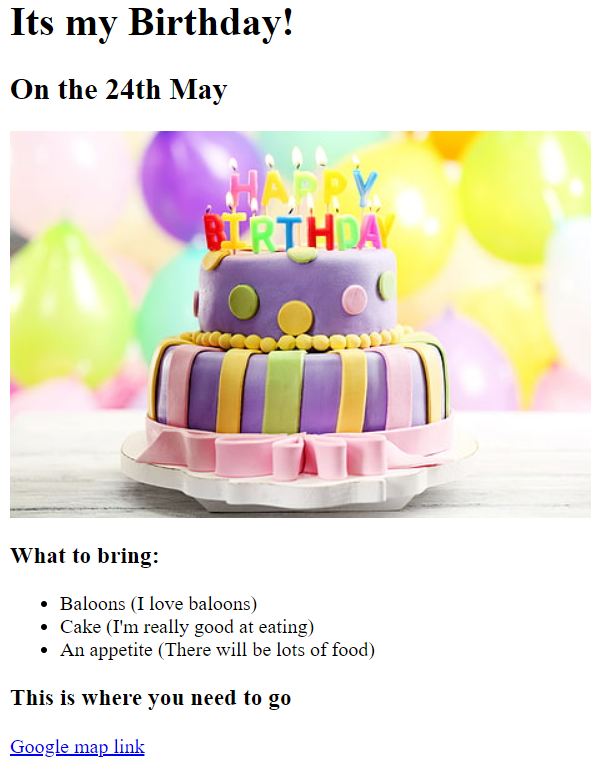 Its my Birthday!
On the 24th May
HAPPY
BIRTHDAY
What to bring:
Baloons (I love baloons)
Cake (I'm really good at eating)
An appetite (There will be lots of food)
This is where you need to go
Google map link